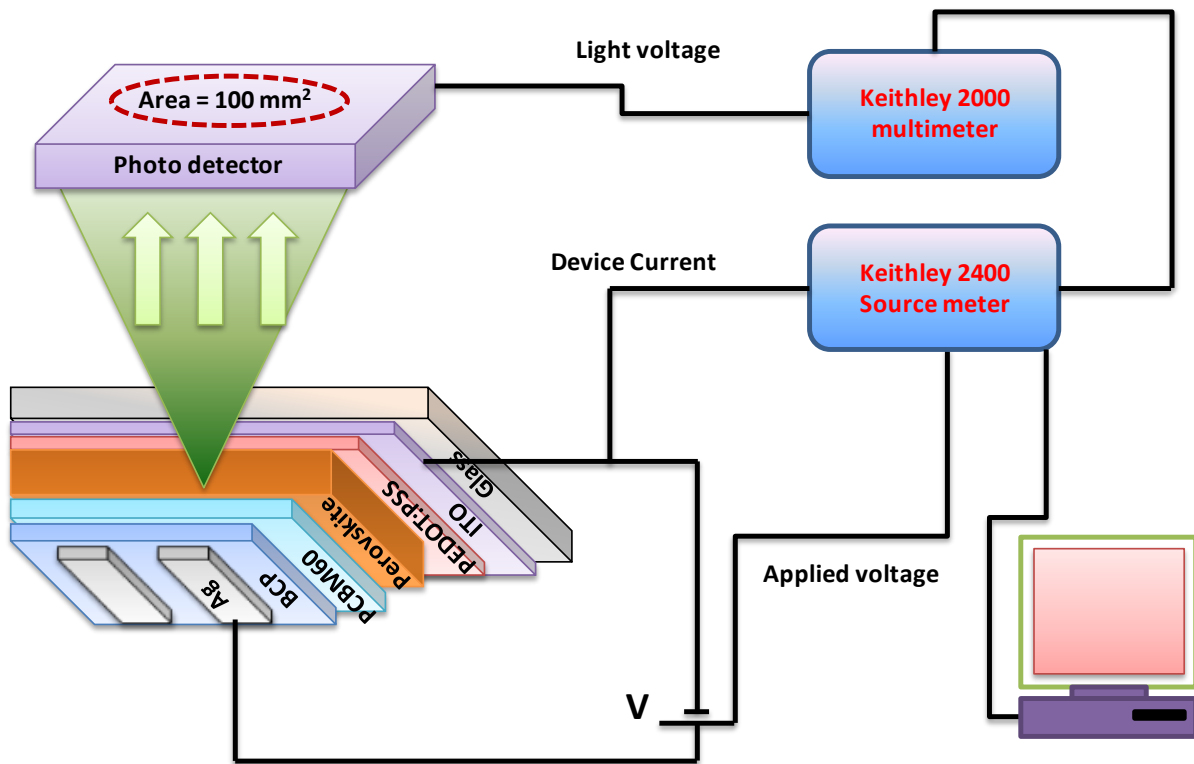 Light voltage
Keithley 2000
multimeter
Area = 100 mm²
Photo detector
Device Current
Keithley 2400
Source meter
Glass
ITO
PEDOT:PSS
Perovskite
PCBM60
BCP
Ag
Applied voltage
V